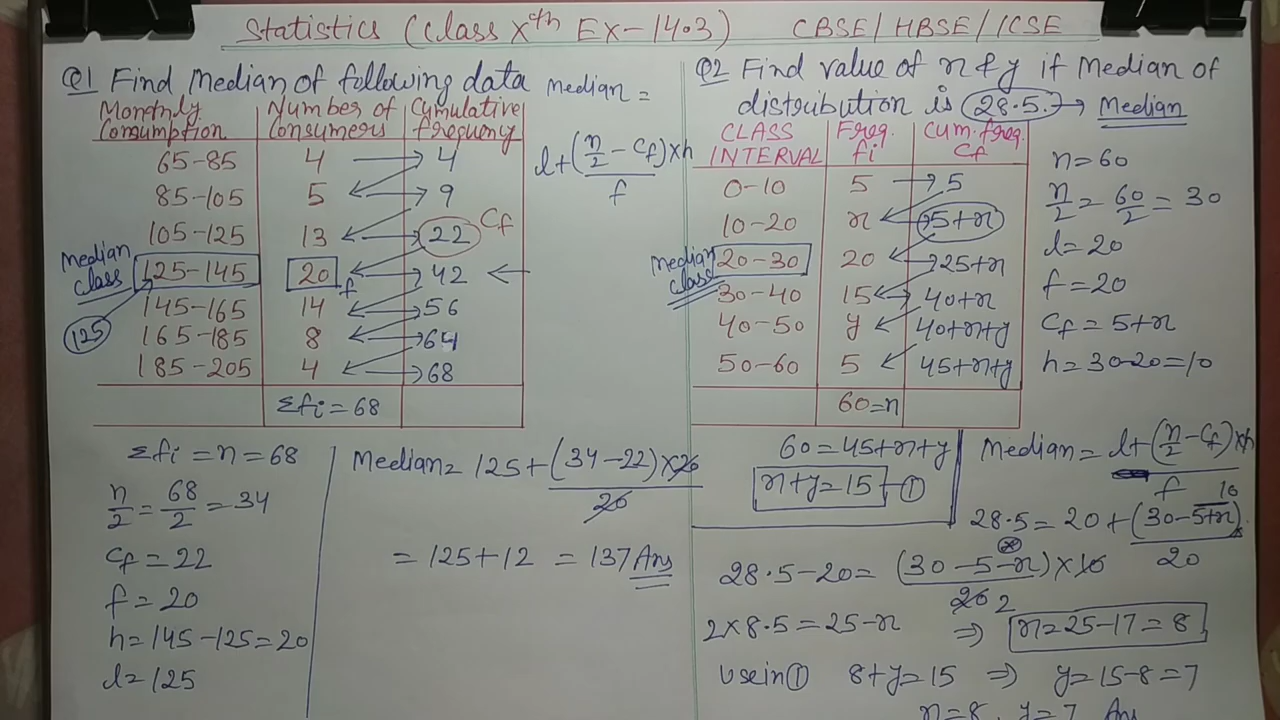 Statistics (Class Xth Ex-14.3) CBSE/HBSE/ICSE
Q1 Find Median of following data
Median =
l+(n/2 - Cf)×h
f
Monthly Consumption | Number of Consumers | Cumulative frequency
65-85 4 → 4
85-105 5 → 9
105-125 13 → 22 Cf
median class 125-145 20 f → 42 ←
125
145-165 14 → 56
165-185 8 → 64
185-205 4 → 68
Σfi = 68
Σfi = n = 68
n/2 = 68/2 = 34
Cf = 22
f = 20
h = 145-125 = 20
l = 125
Median = 125 + (34-22)×20
20
= 125+12 = 137 Ans
Q2 Find value of x & y if Median of
distribution is 28.5. → Median
CLASS INTERVAL | Freq. fi | Cum. freq. Cf
0-10 5 → 5
10-20 x 5+x
median class 20-30 20 25+x
30-40 15 40+x
40-50 y 40+x+y
50-60 5 45+x+y
60=n
n=60
n/2 = 60/2 = 30
l=20
f=20
Cf = 5+x
h = 30-20=10
60 = 45+x+y
x+y=15 - ①
Median = l+(n/2 - Cf)×h
f
28.5 = 20 + (30-5+x)× 10
20
28.5-20 = (30-5-x)×10
20 2
2×8.5 = 25-x ⇒ x=25-17=8
Use in ① 8+y=15 ⇒ y=15-8=7
x=8, y=7 Ans